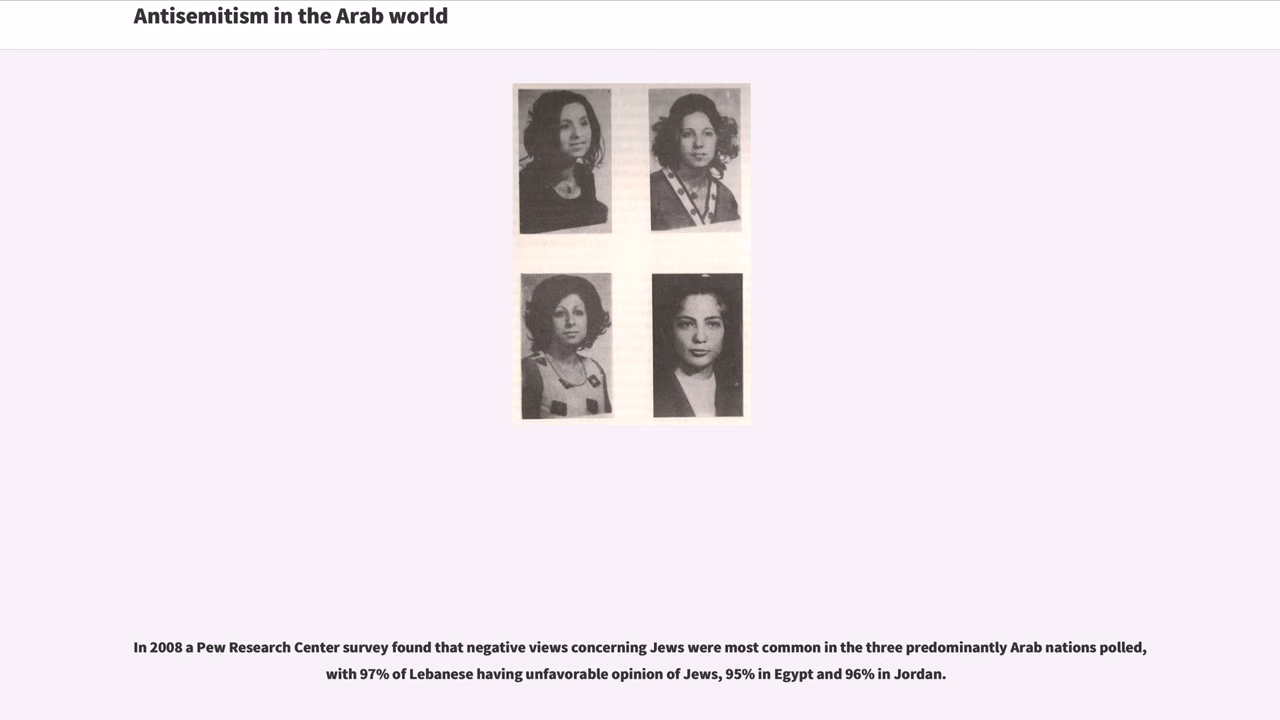 Antisemitism in the Arab world
In 2008 a Pew Research Center survey found that negative views concerning Jews were most common in the three predominantly Arab nations polled,
with 97% of Lebanese having unfavorable opinion of Jews, 95% in Egypt and 96% in Jordan.